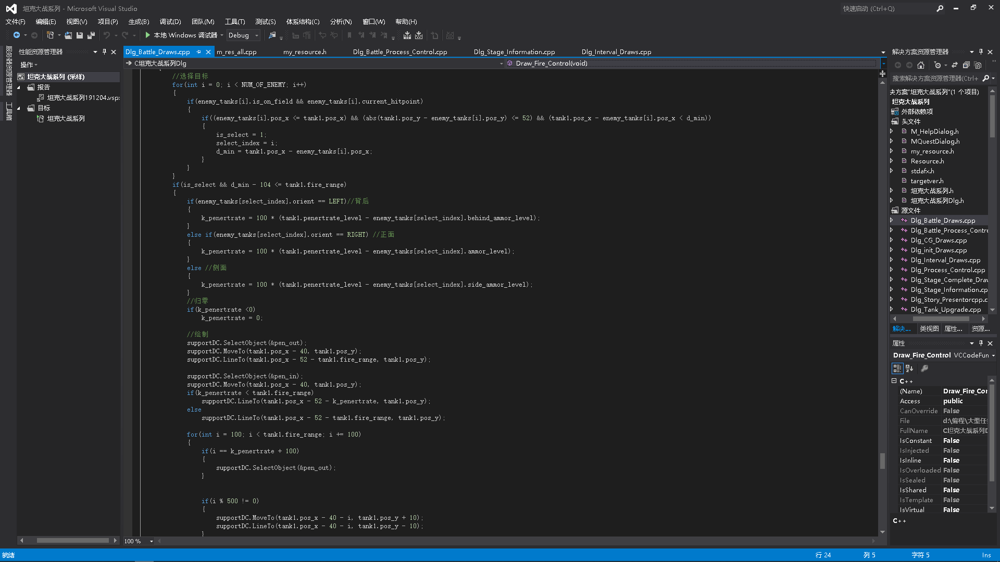 坦克大战系列 - Microsoft Visual Studio
快速启动 (Ctrl+Q)
文件(F) 编辑(E) 视图(V) 项目(P) 生成(B) 调试(D) 团队(M) 工具(T) 测试(S) 体系结构(C) 分析(N) 窗口(W) 帮助(H)
本地 Windows 调试器 Debug
服务器资源管理器
工具箱
性能资源管理器
操作
坦克大战系列 (采样)
报告
坦克大战系列191204.vsp
目标
坦克大战系列
Dlg_Battle_Draws.cpp m_res_all.cpp my_resource.h Dlg_Battle_Process_Control.cpp Dlg_Stage_Information.cpp Dlg_Interval_Draws.cpp
C坦克大战系列Dlg Draw_Fire_Control(void)
//选择目标
for(int i = 0; i < NUM_OF_ENEMY; i++)
{
if(enemy_tanks[i].is_on_field && enemy_tanks[i].current_hitpoint)
{
if((enemy_tanks[i].pos_x <= tank1.pos_x) && (abs(tank1.pos_y - enemy_tanks[i].pos_y) <= 52) && (tank1.pos_x - enemy_tanks[i].pos_x < d_min))
{
is_select = 1;
select_index = i;
d_min = tank1.pos_x - enemy_tanks[i].pos_x;
}
}
}
if(is_select && d_min - 104 <= tank1.fire_range)
{
if(enemy_tanks[select_index].orient == LEFT)//背后
{
k_penertrate = 100 * (tank1.penertrate_level - enemy_tanks[select_index].behind_ammor_level);
}
else if(enemy_tanks[select_index].orient == RIGHT) //正面
{
k_penertrate = 100 * (tank1.penertrate_level - enemy_tanks[select_index].ammor_level);
}
else //侧面
{
k_penertrate = 100 * (tank1.penertrate_level - enemy_tanks[select_index].side_ammor_level);
}
//归零
if(k_penertrate <0)
k_penertrate = 0;
//绘制
supportDC.SelectObject(&pen_out);
supportDC.MoveTo(tank1.pos_x - 40, tank1.pos_y);
supportDC.LineTo(tank1.pos_x - 52 - tank1.fire_range, tank1.pos_y);
supportDC.SelectObject(&pen_in);
supportDC.MoveTo(tank1.pos_x - 40, tank1.pos_y);
if(k_penertrate < tank1.fire_range)
supportDC.LineTo(tank1.pos_x - 52 - k_penertrate, tank1.pos_y);
else
supportDC.LineTo(tank1.pos_x - 52 - tank1.fire_range, tank1.pos_y);
for(int i = 100; i < tank1.fire_range; i += 100)
{
if(i == k_penertrate + 100)
{
supportDC.SelectObject(&pen_out);
}
if(i % 500 != 0)
{
supportDC.MoveTo(tank1.pos_x - 40 - i, tank1.pos_y + 10);
supportDC.LineTo(tank1.pos_x - 40 - i, tank1.pos_y - 10);
}
100 %
解决方案资源管理器
搜索解决方案资源管理器(Ctrl+
决方案"坦克大战系列"(1 个项目)
坦克大战系列
外部依赖项
头文件
M_HelpDialog.h
MQuestDialog.h
my_resource.h
Resource.h
stdafx.h
targetver.h
坦克大战系列.h
坦克大战系列Dlg.h
源文件
Dlg_Battle_Draws.cpp
Dlg_Battle_Process_Contro
Dlg_CG_Draws.cpp
Dlg_init_Draws.cpp
Dlg_Interval_Draws.cpp
Dlg_Process_Control.cpp
Dlg_Stage_Complete_Drav
Dlg_Stage_Information.cp
Dlg_Story_Presentorcpp.c
Dlg_Tank_Upgrade.cpp
解决... 类视图 属性... 资源...
属性
Draw_Fire_Control VCCodeFun
C++
(Name) Draw_Fire_Cor
Access public
CanOverride False
File d:\编程\大型任
FullName C坦克大战系列D
IsConstant False
IsInjected False
IsInline False
IsOverloaded False
IsSealed False
IsShared False
IsTemplate False
IsVirtual False
C++
就绪 行 24 列 5 字符 5 Ins